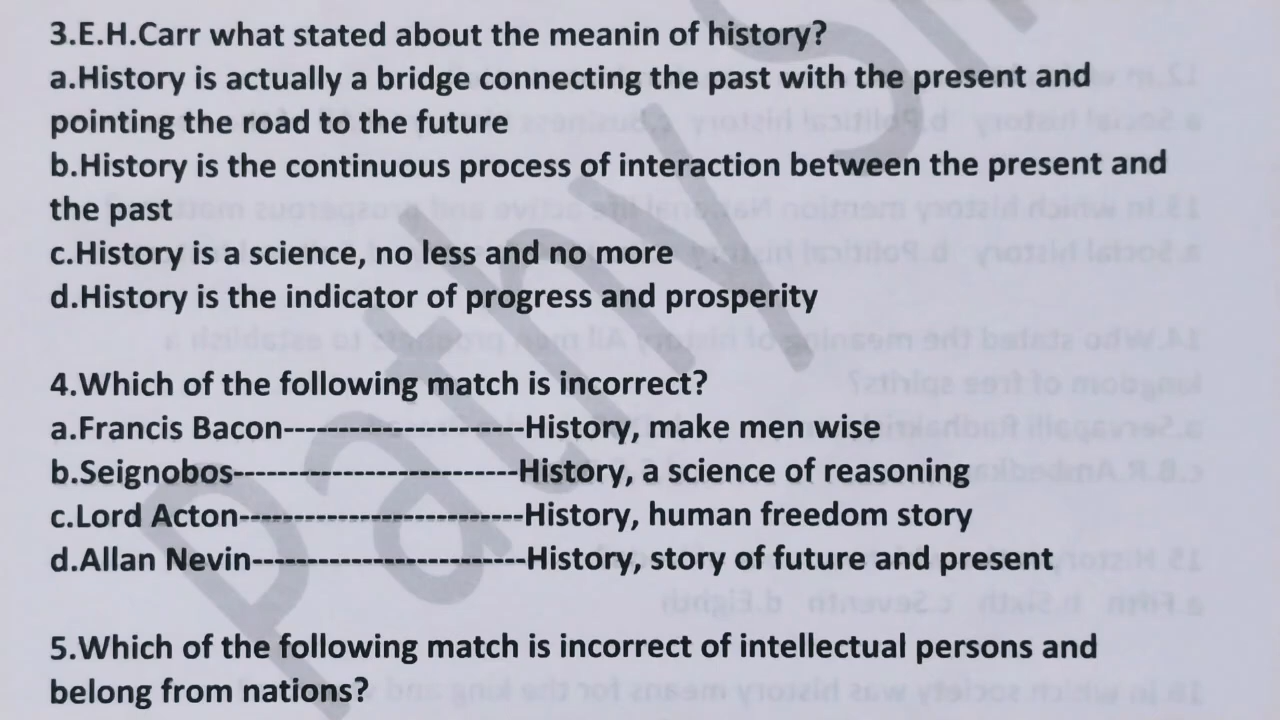 3.E.H.Carr what stated about the meanin of history?
a.History is actually a bridge connecting the past with the present and
pointing the road to the future
b.History is the continuous process of interaction between the present and
the past
c.History is a science, no less and no more
d.History is the indicator of progress and prosperity
4.Which of the following match is incorrect?
a.Francis Bacon----------------------History, make men wise
b.Seignobos--------------------------History, a science of reasoning
c.Lord Acton--------------------------History, human freedom story
d.Allan Nevin-------------------------History, story of future and present
5.Which of the following match is incorrect of intellectual persons and
belong from nations?